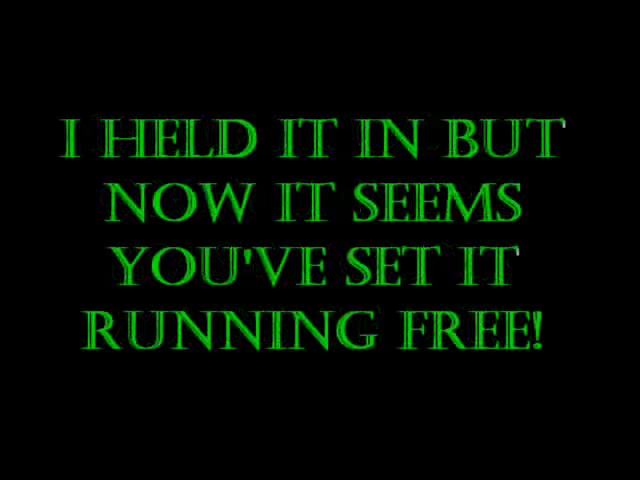 I HELD IT IN BUT
NOW IT SEEMS
YOU'VE SET IT
RUNNING FREE!